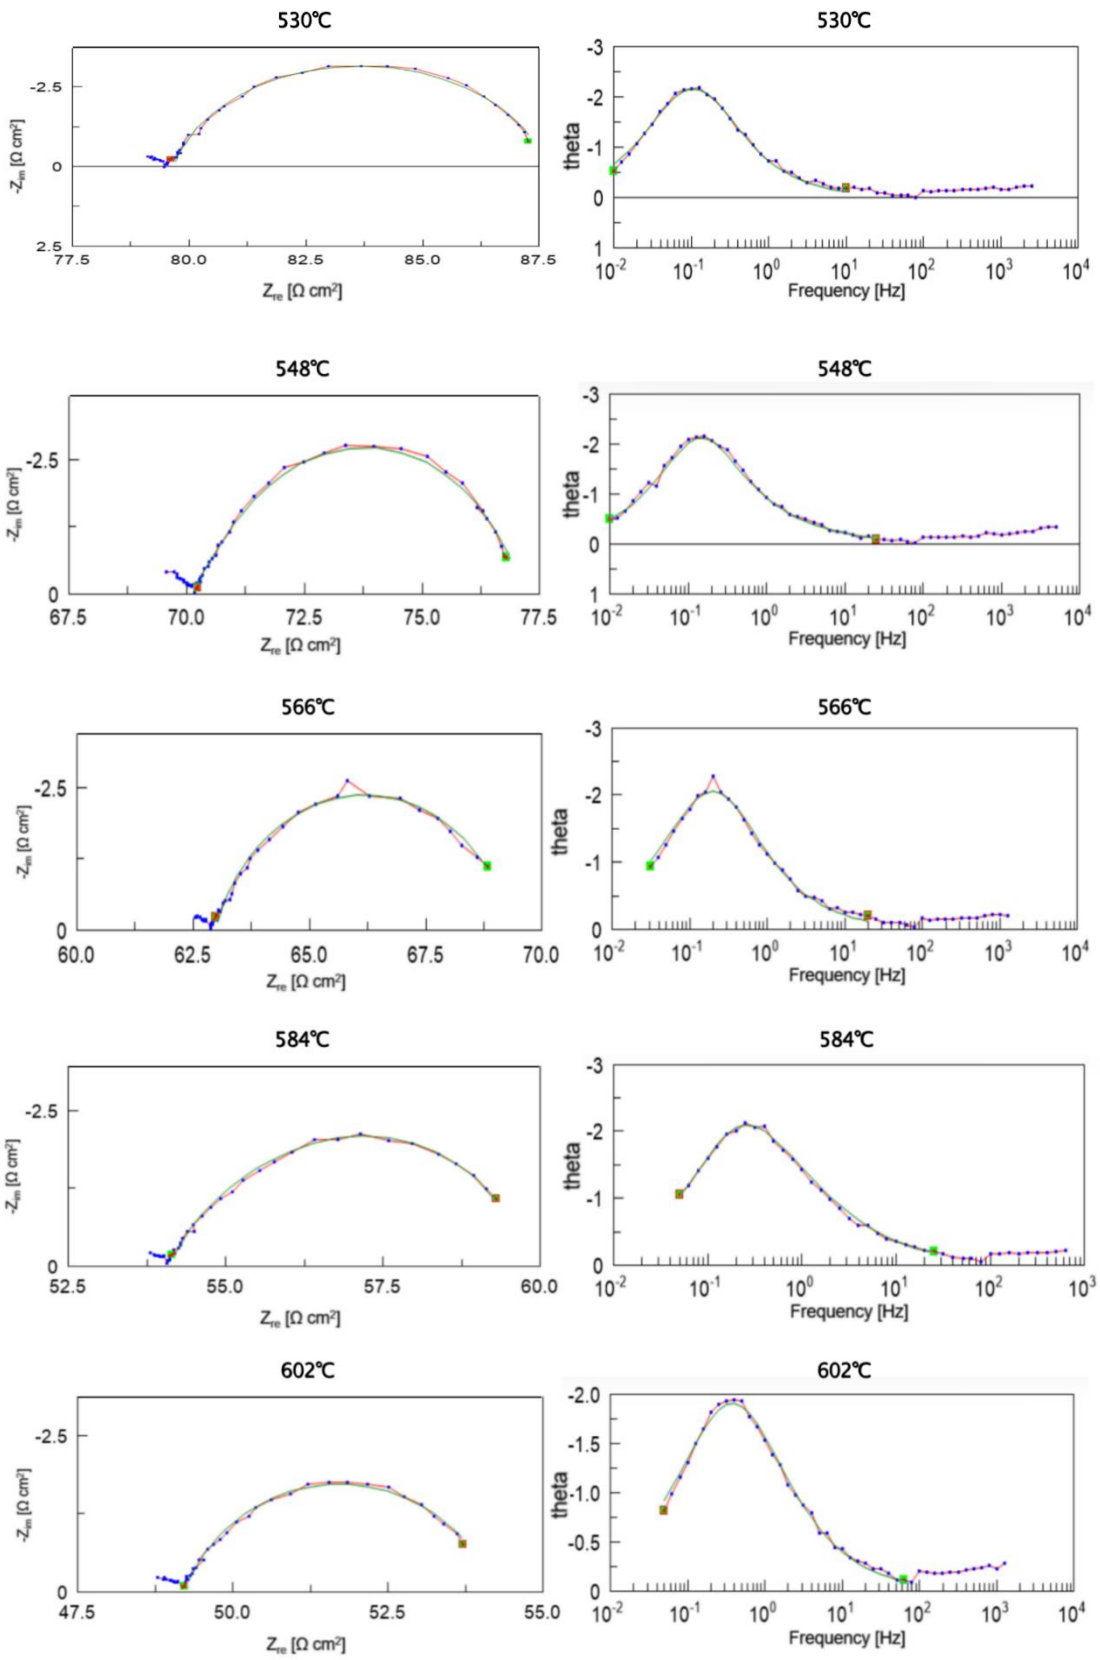 530℃
-2.5
0
2.5
77.5 80.0 82.5 85.0 87.5
Zre [Ω cm²]
-Zim [Ω cm²]
530℃
-3
-2
-1
0
1
theta
10⁻² 10⁻¹ 10⁰ 10¹ 10² 10³ 10⁴
Frequency [Hz]
548℃
-2.5
0
67.5 70.0 72.5 75.0 77.5
Zre [Ω cm²]
-Zim [Ω cm²]
548℃
-3
-2
-1
0
1
theta
10⁻² 10⁻¹ 10⁰ 10¹ 10² 10³ 10⁴
Frequency [Hz]
566℃
-2.5
0
60.0 62.5 65.0 67.5 70.0
Zre [Ω cm²]
-Zim [Ω cm²]
566℃
-3
-2
-1
0
theta
10⁻² 10⁻¹ 10⁰ 10¹ 10² 10³ 10⁴
Frequency [Hz]
584℃
-2.5
0
52.5 55.0 57.5 60.0
Zre [Ω cm²]
-Zim [Ω cm²]
584℃
-3
-2
-1
0
theta
10⁻² 10⁻¹ 10⁰ 10¹ 10² 10³
Frequency [Hz]
602℃
-2.5
0
47.5 50.0 52.5 55.0
Zre [Ω cm²]
-Zim [Ω cm²]
602℃
-2.0
-1.5
-1.0
-0.5
0
theta
10⁻² 10⁻¹ 10⁰ 10¹ 10² 10³ 10⁴
Frequency [Hz]